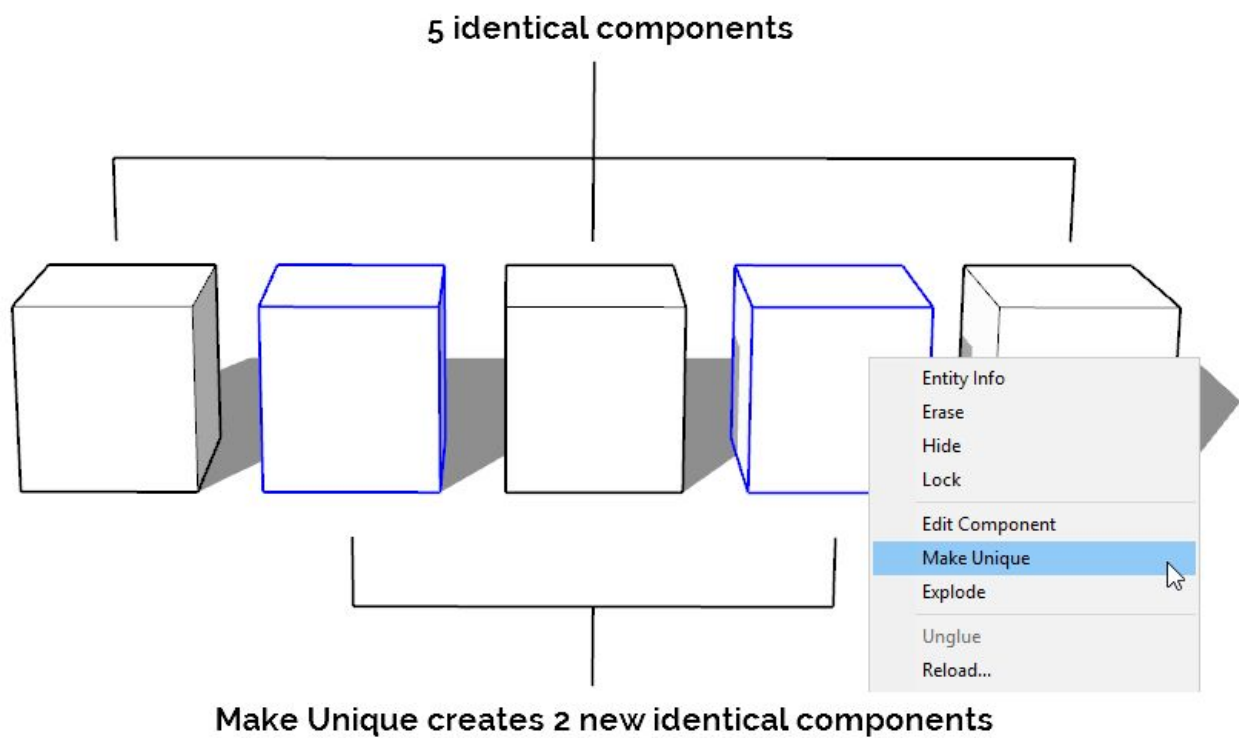 5 identical components
Entity Info
Erase
Hide
Lock
Edit Component
Make Unique
Explode
Unglue
Reload...
Make Unique creates 2 new identical components